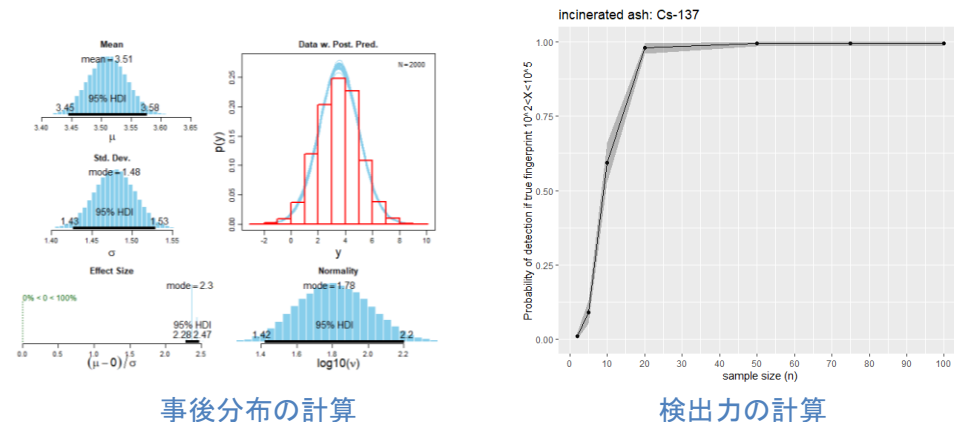 Mean
mean=3.51
95% HDI
3.45 3.58
3.40 3.45 3.50 3.55 3.60 3.65
μ
Std. Dev.
mode=1.48
95% HDI
1.43 1.53
1.40 1.45 1.50 1.55
σ
Effect Size
mode=2.3
0% < 0 < 100%
95% HDI
2.28 2.47
0.0 0.5 1.0 1.5 2.0 2.5
(μ−0)/σ
Data w. Post. Pred.
N=2000
p(y)
0.25
0.20
0.15
0.10
0.05
0.00
-2 0 2 4 6 8 10
y
Normality
mode=1.78
95% HDI
1.42 2.2
1.4 1.6 1.8 2.0 2.2
log10(ν)
事後分布の計算
incinerated ash: Cs-137
Probability of detection if true fingerprint 10^2<X<10^5
1.00
0.75
0.50
0.25
0.00
0 10 20 30 40 50 60 70 80 90 100
sample size (n)
検出力の計算